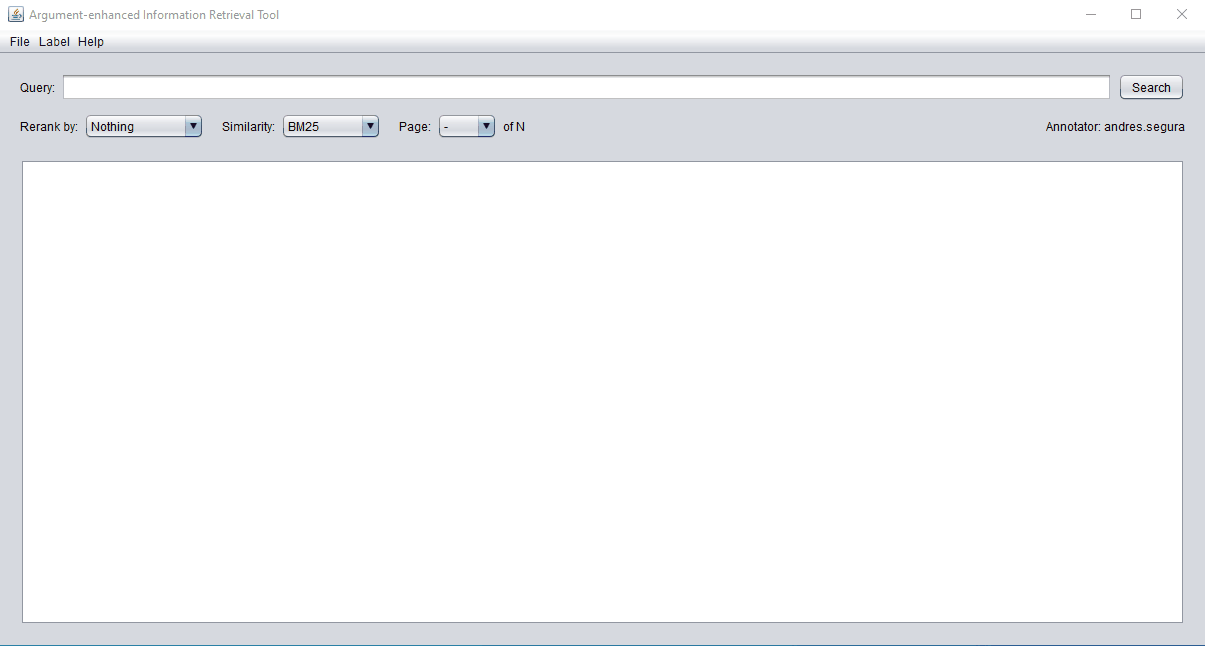 Argument-enhanced Information Retrieval Tool
File Label Help
Query: Search
Rerank by: Nothing Similarity: BM25 Page: - of N Annotator: andres.segura